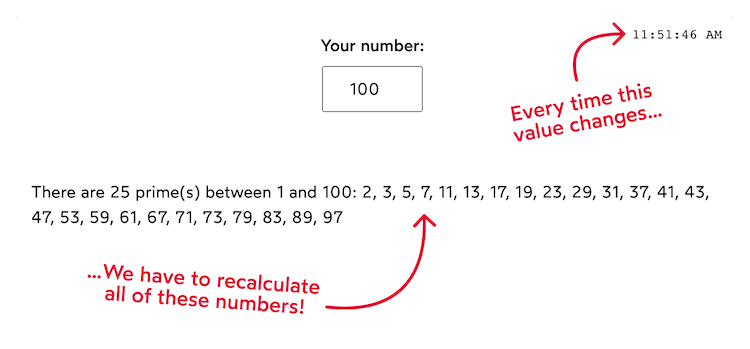 11:51:46 AM
Your number:
100
Every time this
value changes...
There are 25 prime(s) between 1 and 100: 2, 3, 5, 7, 11, 13, 17, 19, 23, 29, 31, 37, 41, 43,
47, 53, 59, 61, 67, 71, 73, 79, 83, 89, 97
...We have to recalculate
all of these numbers!